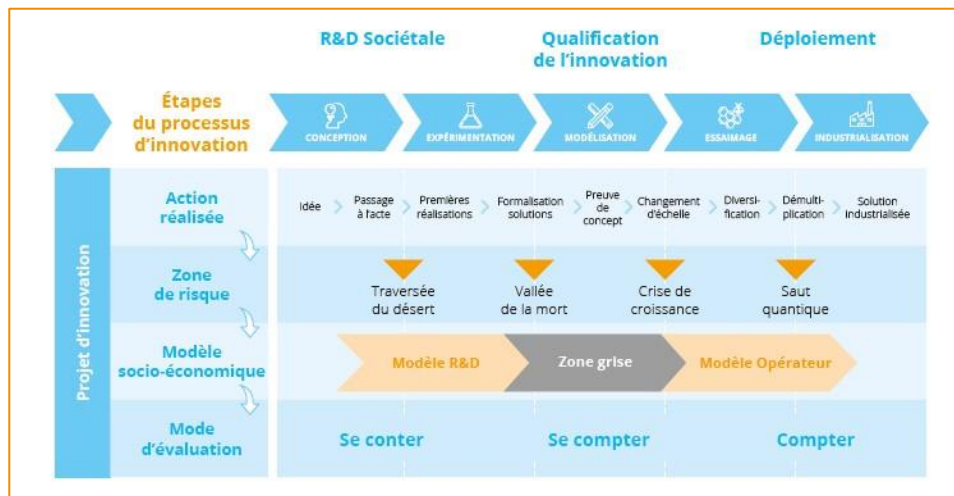 R&D Sociétale
Qualification
de l'innovation
Déploiement
Étapes
du processus
d'innovation
CONCEPTION
EXPÉRIMENTATION
MODÉLISATION
ESSAIMAGE
INDUSTRIALISATION
Projet d'innovation
Action
réalisée
Idée
Passage
à l'acte
Premières
réalisations
Formalisation
solutions
Preuve
de
concept
Changement
d'échelle
Diversi-
fication
Démulti-
plication
Solution
industrialisée
Zone
de risque
Traversée
du désert
Vallée
de la mort
Crise de
croissance
Saut
quantique
Modèle
socio-économique
Modèle R&D
Zone grise
Modèle Opérateur
Mode
d'évaluation
Se conter
Se compter
Compter